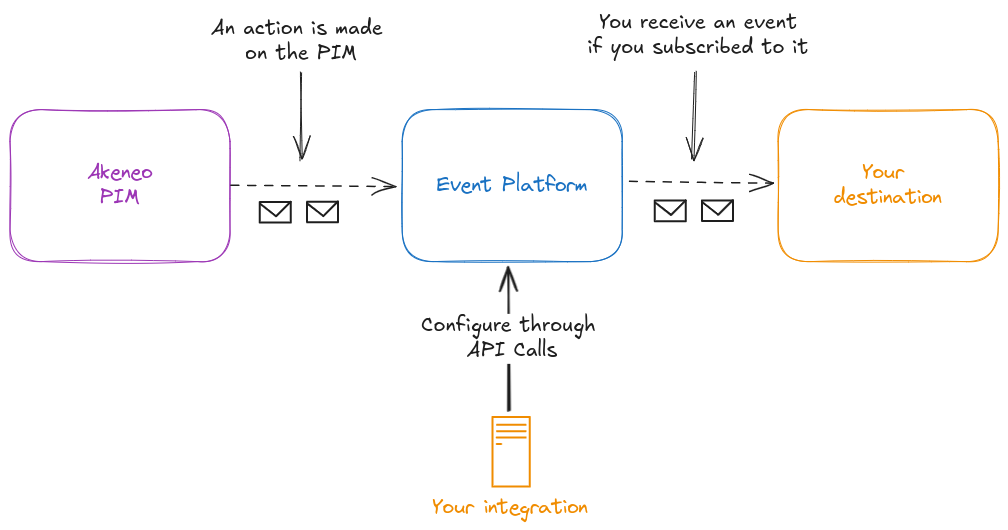 An action is made
on the PIM
You receive an event
if you subscribed to it
Akeneo
PIM
Event Platform
Your
destination
Configure through
API Calls
Your integration